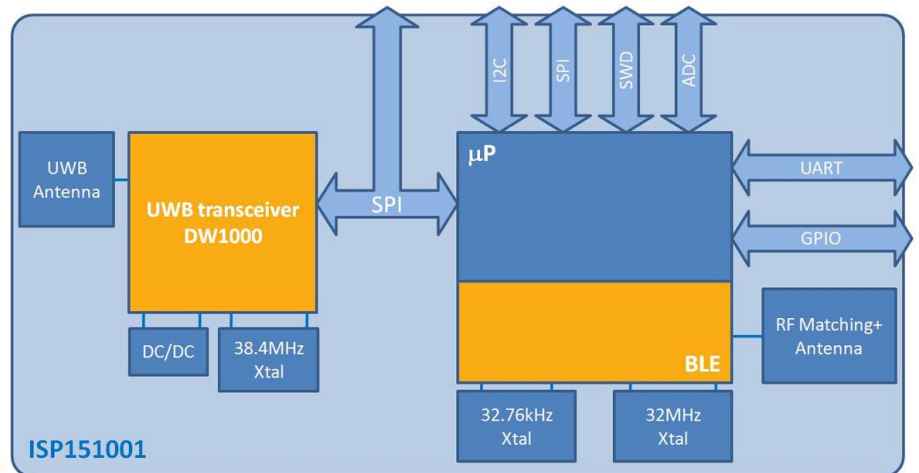 I2C
SPI
SWD
ADC
UWB
Antenna
UWB transceiver
DW1000
SPI
μP
UART
GPIO
DC/DC
38.4MHz
Xtal
BLE
RF Matching+
Antenna
32.76kHz
Xtal
32MHz
Xtal
ISP151001